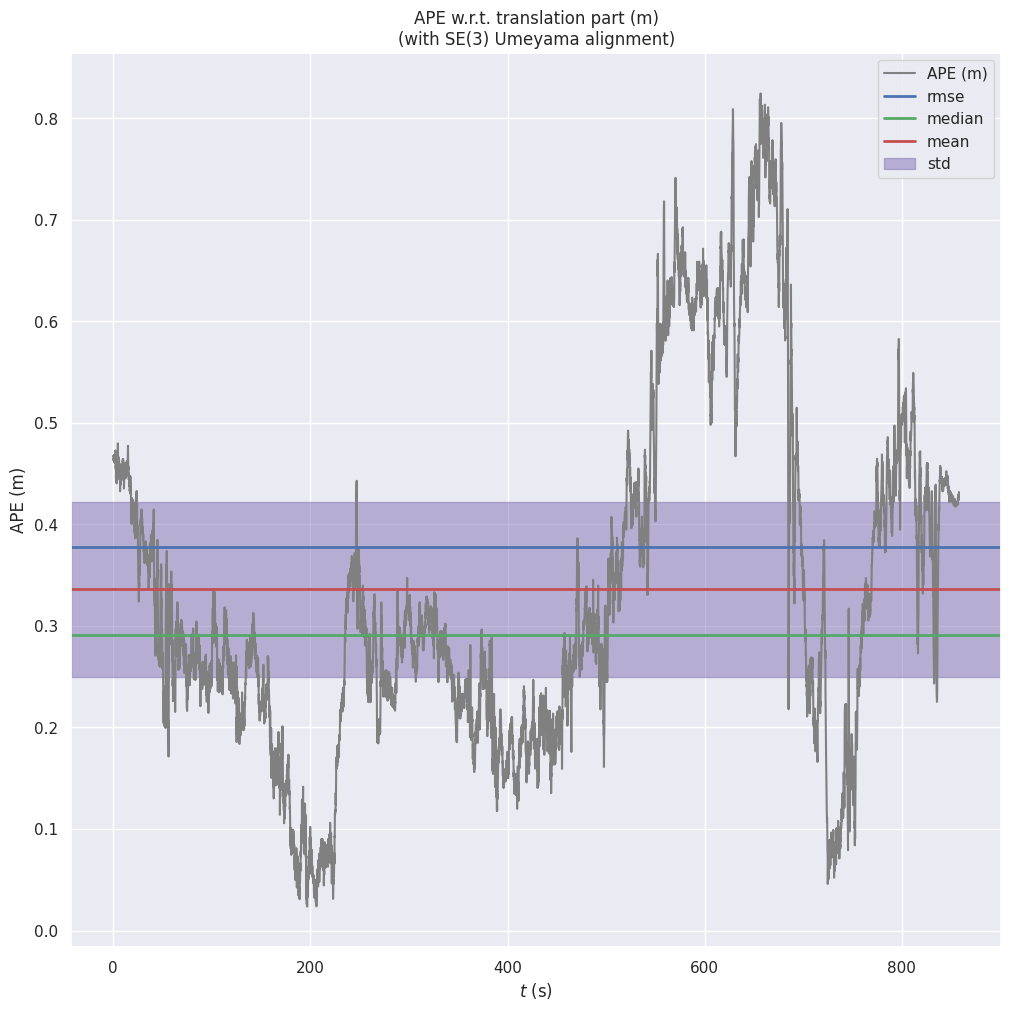 APE w.r.t. translation part (m)
(with SE(3) Umeyama alignment)
APE (m)
rmse
median
mean
std
0.8
0.7
0.6
0.5
0.4
0.3
0.2
0.1
0.0
APE (m)
0
200
400
600
800
t (s)